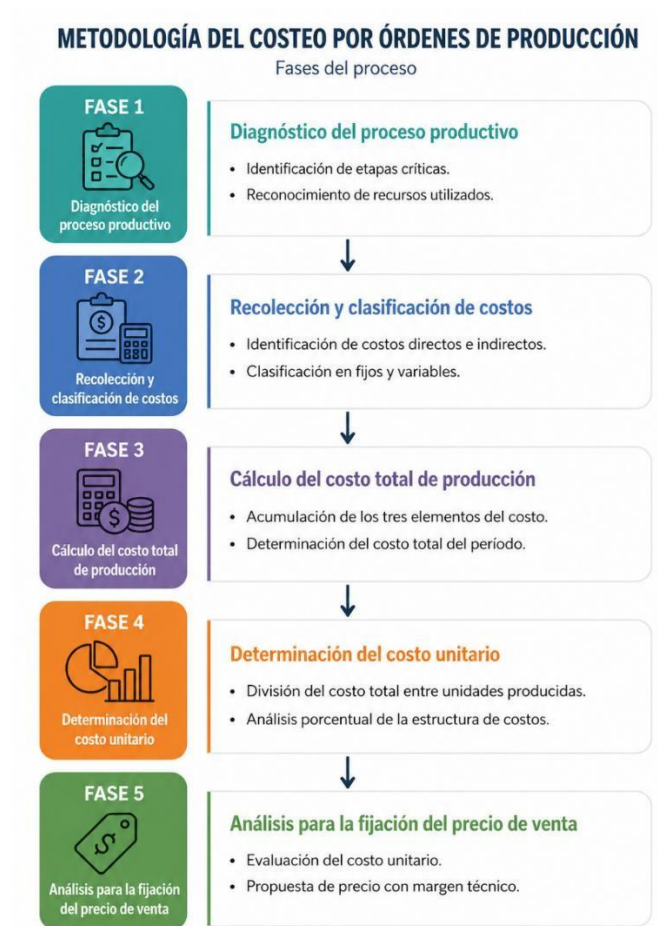 METODOLOGÍA DEL COSTEO POR ÓRDENES DE PRODUCCIÓN
Fases del proceso
FASE 1
Diagnóstico del
proceso productivo
Diagnóstico del proceso productivo
• Identificación de etapas críticas.
• Reconocimiento de recursos utilizados.
FASE 2
Recolección y
clasificación de costos
Recolección y clasificación de costos
• Identificación de costos directos e indirectos.
• Clasificación en fijos y variables.
FASE 3
Cálculo del costo total
de producción
Cálculo del costo total de producción
• Acumulación de los tres elementos del costo.
• Determinación del costo total del período.
FASE 4
Determinación del
costo unitario
Determinación del costo unitario
• División del costo total entre unidades producidas.
• Análisis porcentual de la estructura de costos.
FASE 5
Análisis para la fijación
del precio de venta
Análisis para la fijación del precio de venta
• Evaluación del costo unitario.
• Propuesta de precio con margen técnico.